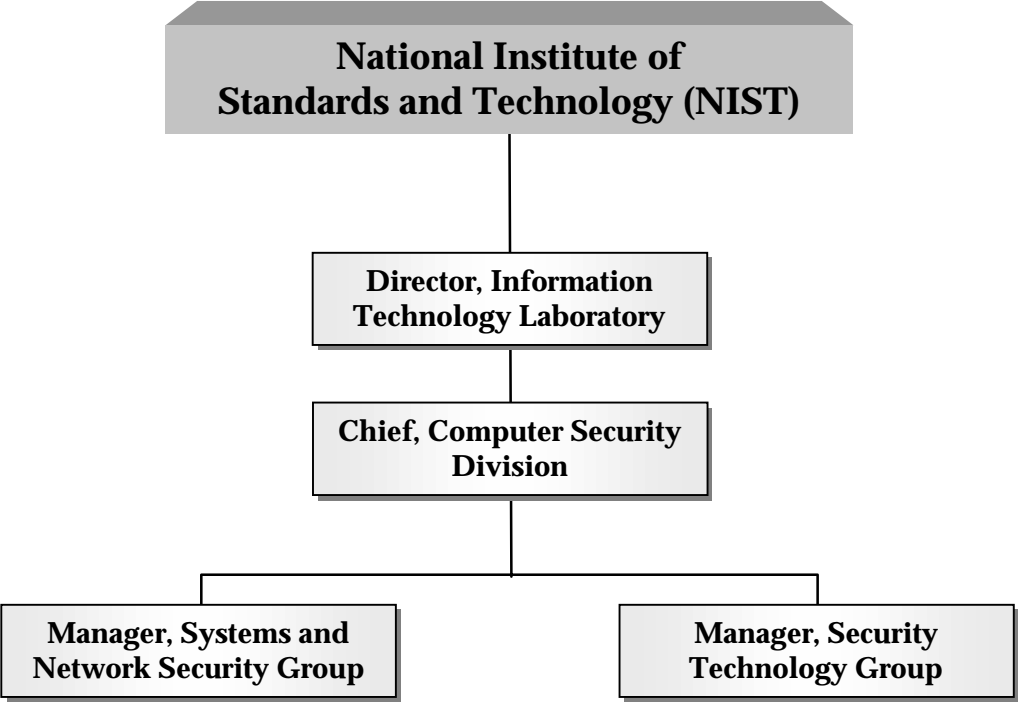 National Institute of
Standards and Technology (NIST)
Director, Information
Technology Laboratory
Chief, Computer Security
Division
Manager, Systems and
Network Security Group
Manager, Security
Technology Group